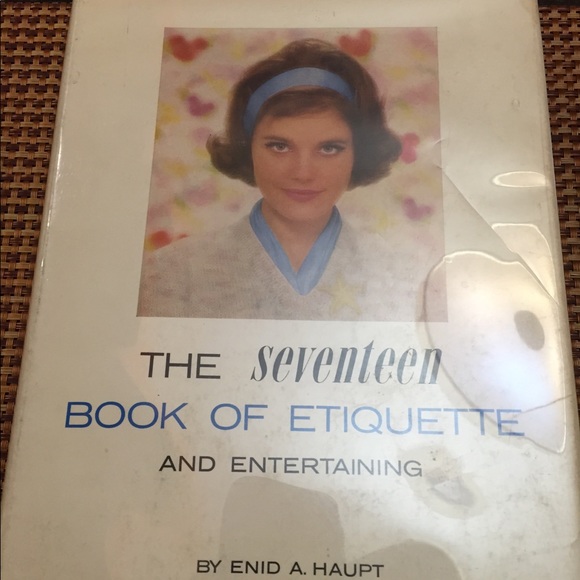 THE seventeen
BOOK OF ETIQUETTE
AND ENTERTAINING
BY ENID A. HAUPT